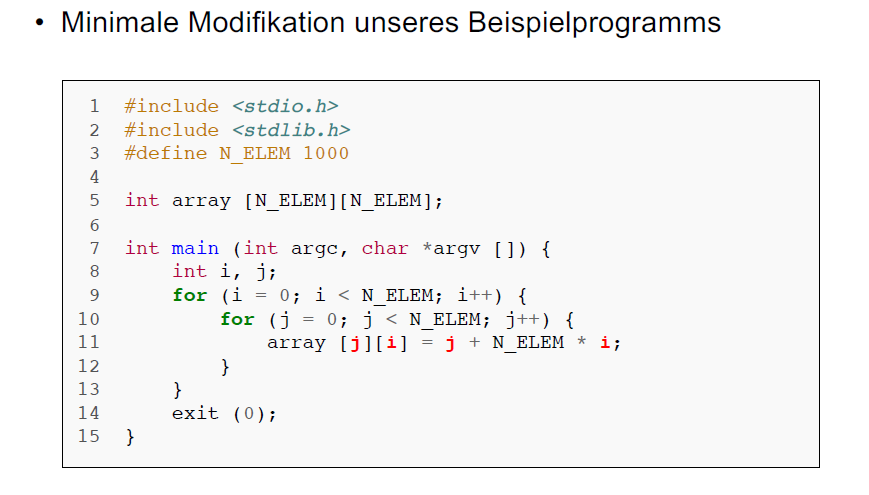 • Minimale Modifikation unseres Beispielprogramms
1 #include <stdio.h>
2 #include <stdlib.h>
3 #define N_ELEM 1000
4
5 int array [N_ELEM][N_ELEM];
6
7 int main (int argc, char *argv []) {
8     int i, j;
9     for (i = 0; i < N_ELEM; i++) {
10         for (j = 0; j < N_ELEM; j++) {
11             array [j][i] = j + N_ELEM * i;
12         }
13     }
14     exit (0);
15 }